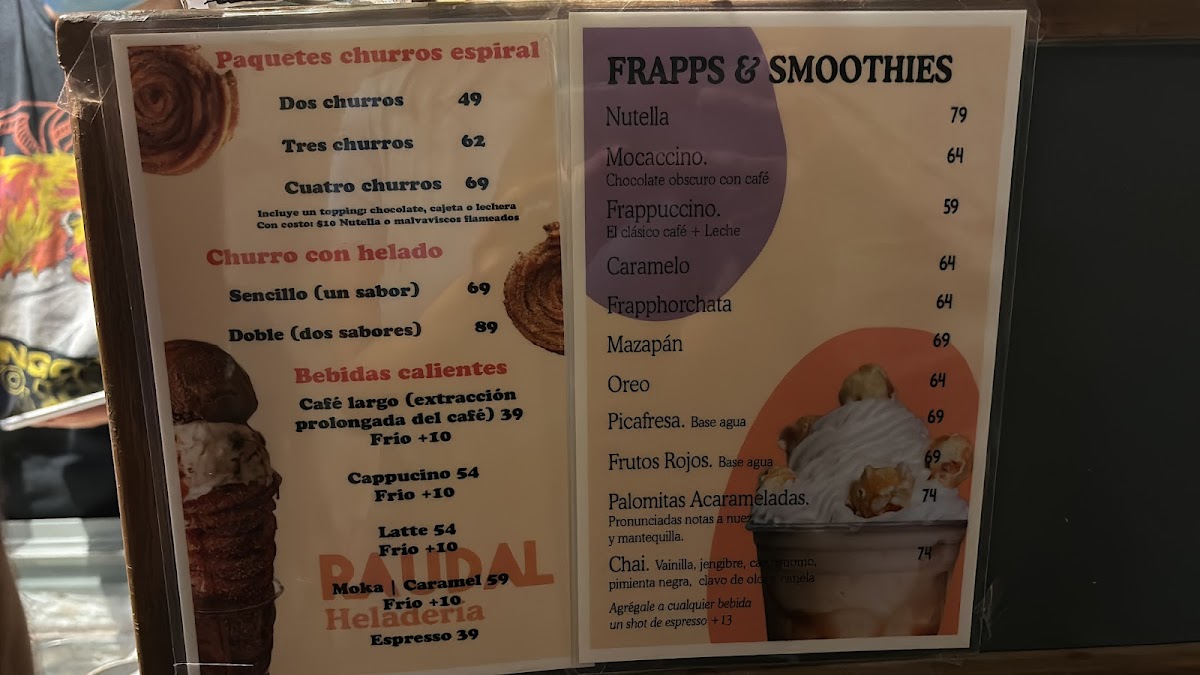 Paquetes churros espiral
Dos churros 49
Tres churros 62
Cuatro churros 69
Incluye un topping: chocolate, cajeta o lechera
Con costo: $10 Nutella o malvaviscos flameados
Churro con helado
Sencillo (un sabor) 69
Doble (dos sabores) 89
Bebidas calientes
Café largo (extracción
prolongada del café) 39
Frío +10
Cappucino 54
Frio +10
Latte 54
Frio +10
RAUDAL
Moka | Caramel 59
Frio +10
Heladería
Espresso 39
FRAPPS & SMOOTHIES
Nutella 79
Mocaccino. 64
Chocolate obscuro con café
Frappuccino. 59
El clásico café + Leche
Caramelo 64
Frapphorchata 64
Mazapán 69
Oreo 64
Picafresa. Base agua 69
Frutos Rojos. Base agua 69
Palomitas Acarameladas. 74
Pronunciadas notas a nuez
y mantequilla.
Chai. Vainilla, jengibre, 74
pimienta negra, clavo de olor, canela
Agrégale a cualquier bebida
un shot de espresso +13